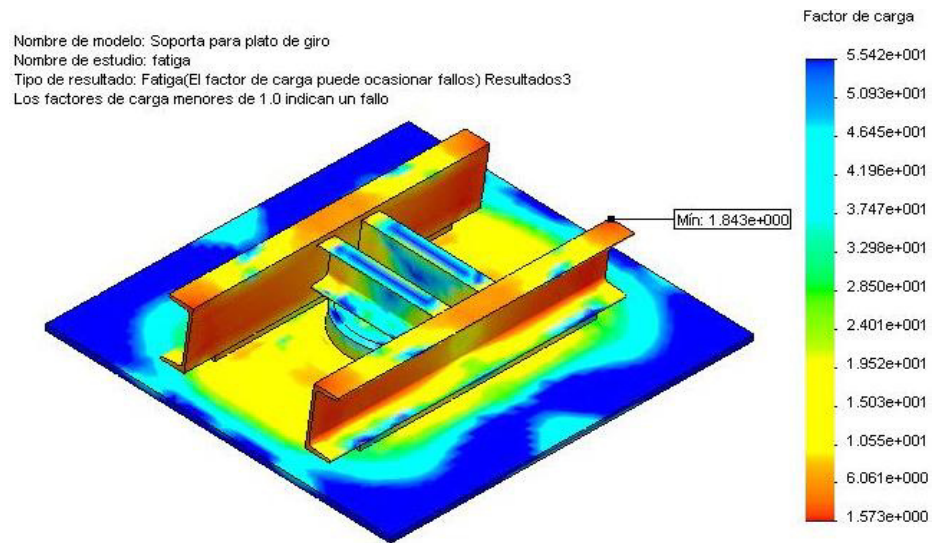 Nombre de modelo: Soporta para plato de giro
Nombre de estudio: fatiga
Tipo de resultado: Fatiga(El factor de carga puede ocasionar fallos) Resultados3
Los factores de carga menores de 1.0 indican un fallo
Factor de carga
5.542e+001
5.093e+001
4.645e+001
4.196e+001
3.747e+001
3.298e+001
2.850e+001
2.401e+001
1.952e+001
1.503e+001
1.055e+001
6.061e+000
1.573e+000
Mín: 1.843e+000